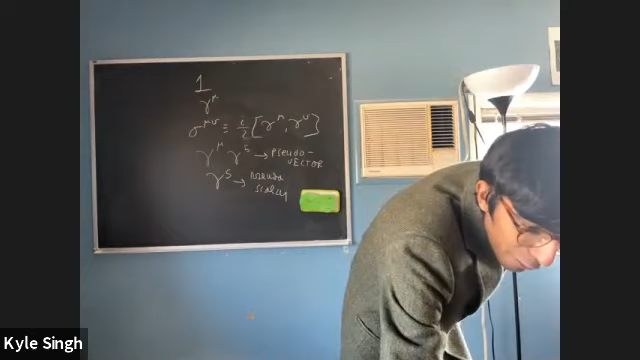 1
γ^μ
σ^μν ≡ i/2 [γ^μ, γ^ν]
γ^μ γ^5 → PSEUDO-
VECTOR
γ^5 → PSEUDO
SCALAR
Kyle Singh